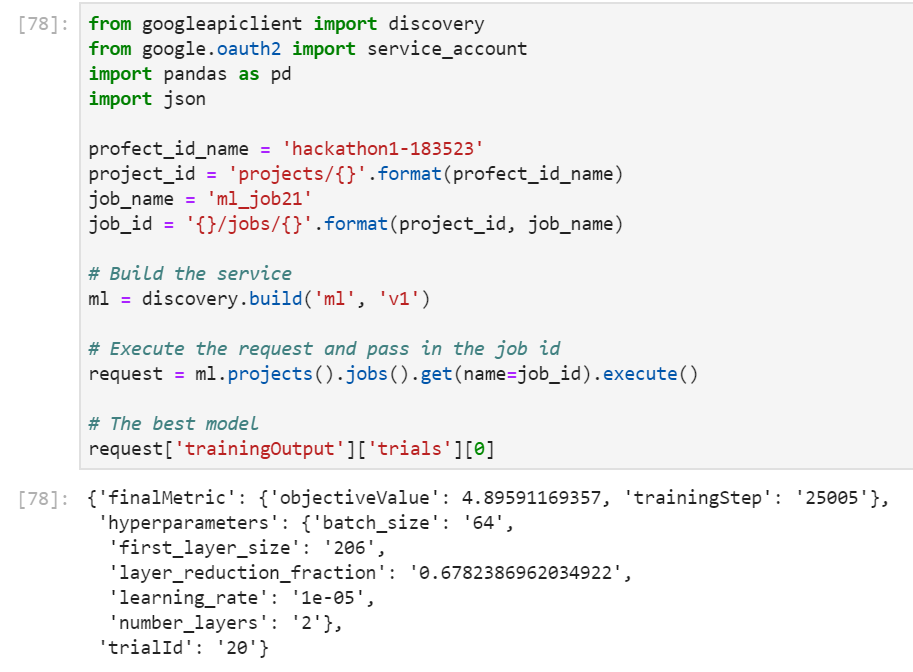 [78]: from googleapiclient import discovery
from google.oauth2 import service_account
import pandas as pd
import json

profect_id_name = 'hackathon1-183523'
project_id = 'projects/{}'.format(profect_id_name)
job_name = 'ml_job21'
job_id = '{}/jobs/{}'.format(project_id, job_name)

# Build the service
ml = discovery.build('ml', 'v1')

# Execute the request and pass in the job id
request = ml.projects().jobs().get(name=job_id).execute()

# The best model
request['trainingOutput']['trials'][0]

[78]: {'finalMetric': {'objectiveValue': 4.89591169357, 'trainingStep': '25005'},
 'hyperparameters': {'batch_size': '64',
  'first_layer_size': '206',
  'layer_reduction_fraction': '0.6782386962034922',
  'learning_rate': '1e-05',
  'number_layers': '2'},
 'trialId': '20'}